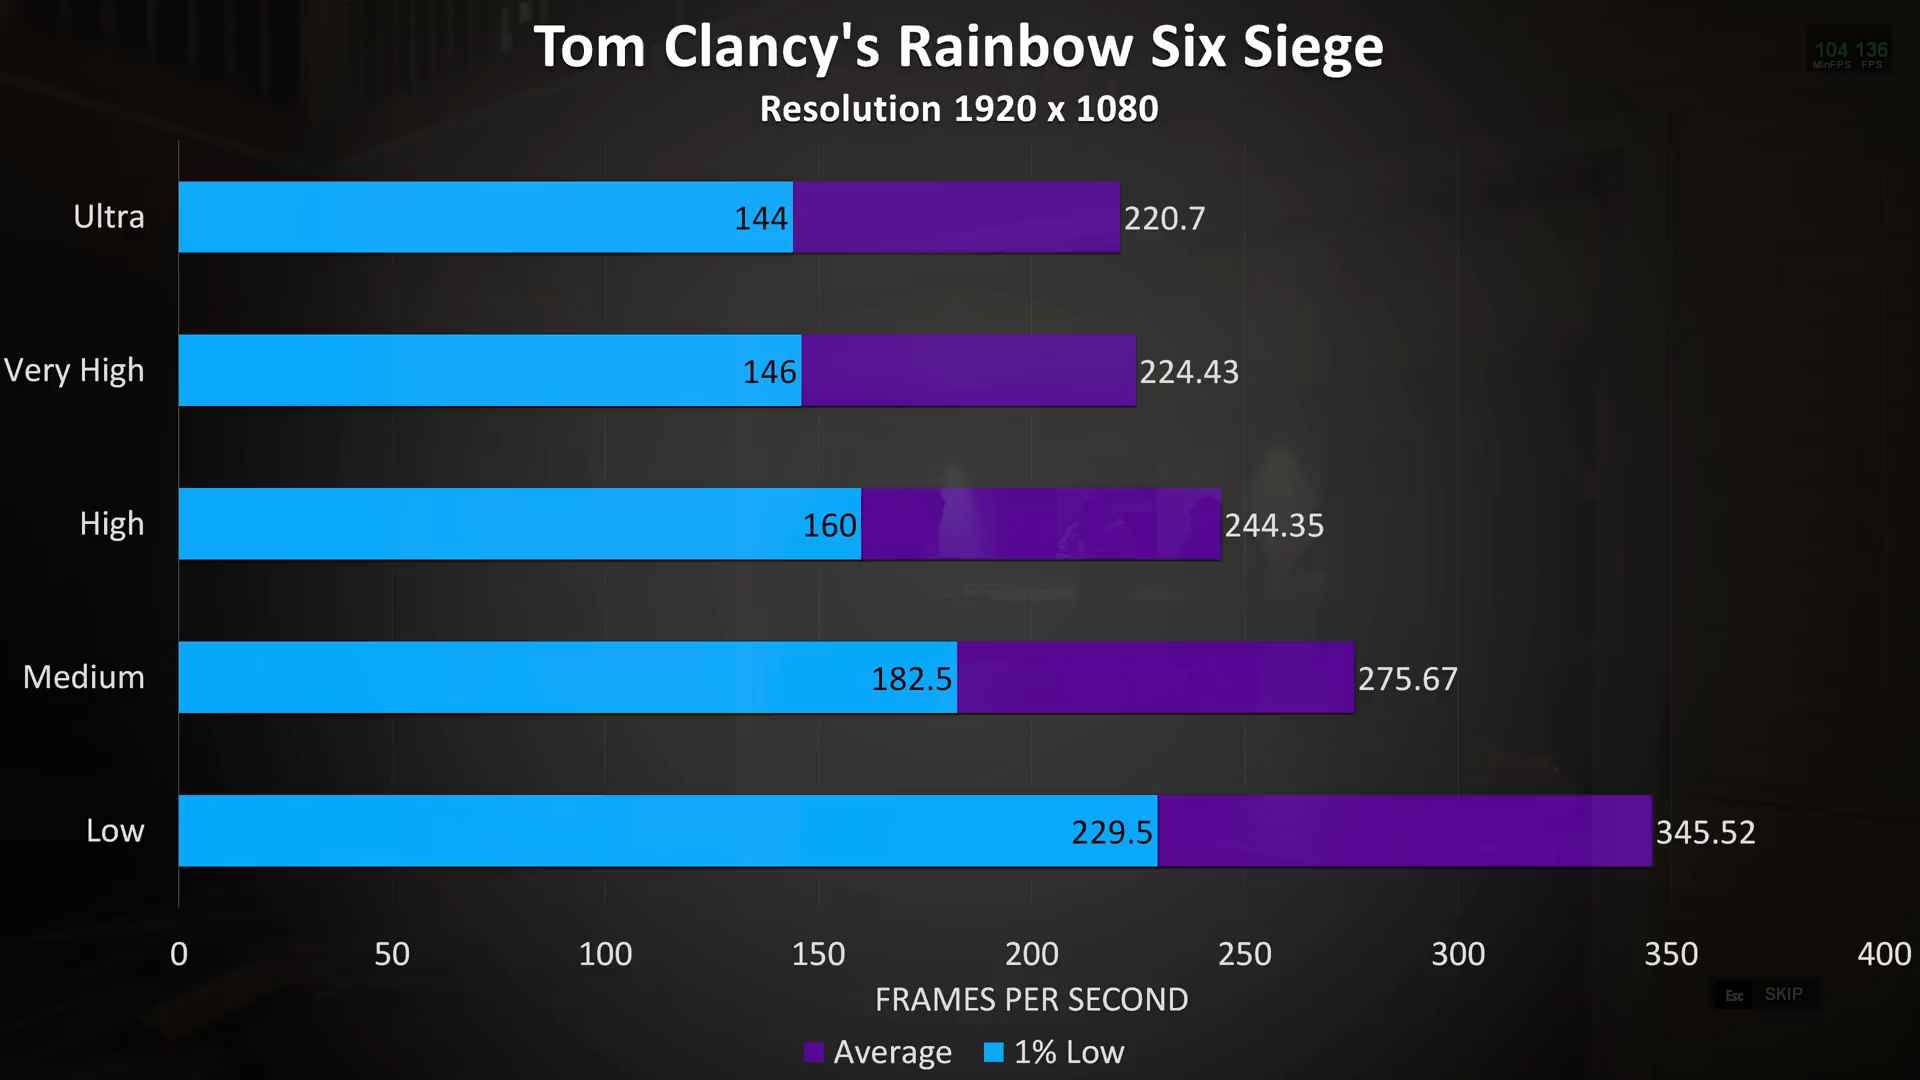 Tom Clancy's Rainbow Six Siege
Resolution 1920 x 1080
104 136
MinFPS FPS
Ultra 144 220.7
Very High 146 224.43
High 160 244.35
Medium 182.5 275.67
Low 229.5 345.52
0 50 100 150 200 250 300 350 400
FRAMES PER SECOND
Esc SKIP
Average 1% Low